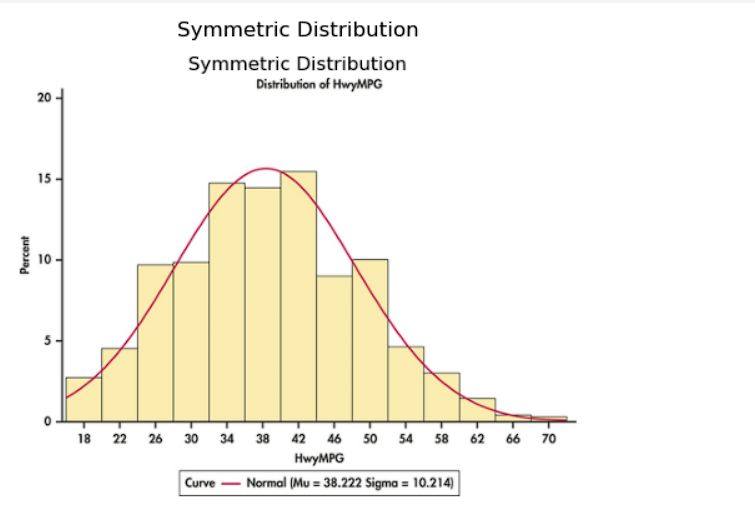 Symmetric Distribution
Symmetric Distribution
Distribution of HwyMPG
20
15
10
5
0
Percent
18 22 26 30 34 38 42 46 50 54 58 62 66 70
HwyMPG
Curve Normal (Mu = 38.222 Sigma = 10.214)